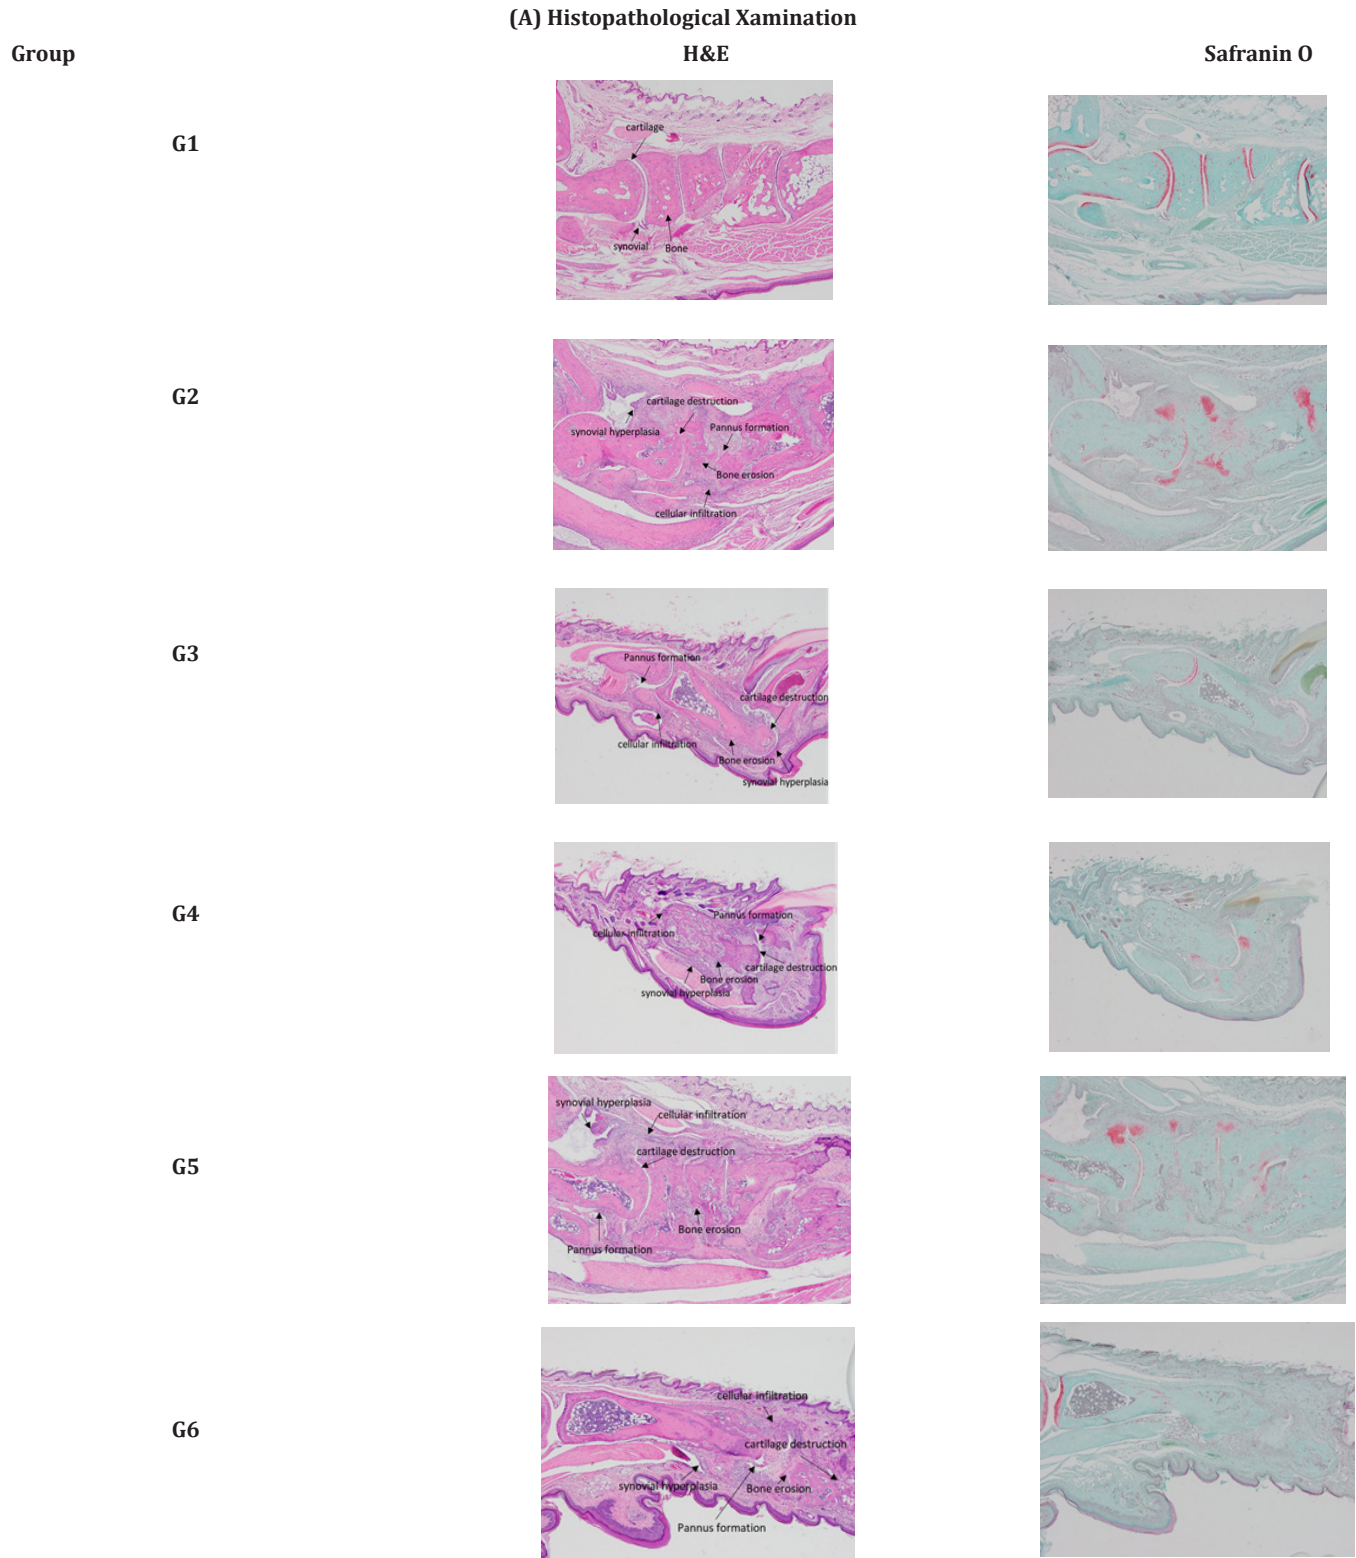 (A) Histopathological Xamination
Group H&E Safranin O
G1
cartilage
synovial Bone
G2
cartilage destruction
synovial hyperplasia Pannus formation
Bone erosion
cellular infiltration
G3
Pannus formation
cartilage destruction
cellular infiltration
Bone erosion
synovial hyperplasia
G4
Pannus formation
cellular infiltration
cartilage destruction
Bone erosion
synovial hyperplasia
G5
synovial hyperplasia
cellular infiltration
cartilage destruction
Bone erosion
Pannus formation
G6
cellular infiltration
cartilage destruction
synovial hyperplasia Bone erosion
Pannus formation